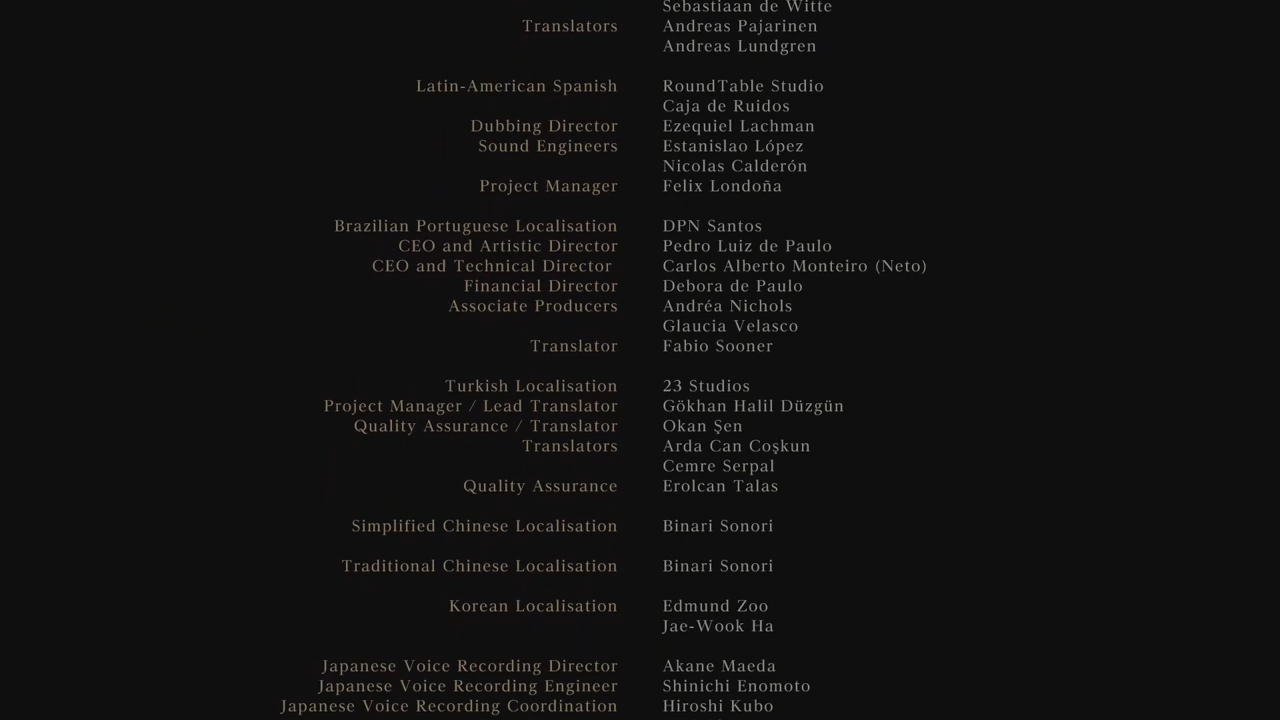 Sebastiaan de Witte
Translators Andreas Pajarinen
Andreas Lundgren
Latin-American Spanish RoundTable Studio
Caja de Ruidos
Dubbing Director Ezequiel Lachman
Sound Engineers Estanislao López
Nicolas Calderón
Project Manager Felix Londoña
Brazilian Portuguese Localisation DPN Santos
CEO and Artistic Director Pedro Luiz de Paulo
CEO and Technical Director Carlos Alberto Monteiro (Neto)
Financial Director Debora de Paulo
Associate Producers Andréa Nichols
Glaucia Velasco
Translator Fabio Sooner
Turkish Localisation 23 Studios
Project Manager / Lead Translator Gökhan Halil Düzgün
Quality Assurance / Translator Okan Şen
Translators Arda Can Coşkun
Cemre Serpal
Quality Assurance Erolcan Talas
Simplified Chinese Localisation Binari Sonori
Traditional Chinese Localisation Binari Sonori
Korean Localisation Edmund Zoo
Jae-Wook Ha
Japanese Voice Recording Director Akane Maeda
Japanese Voice Recording Engineer Shinichi Enomoto
Japanese Voice Recording Coordination Hiroshi Kubo